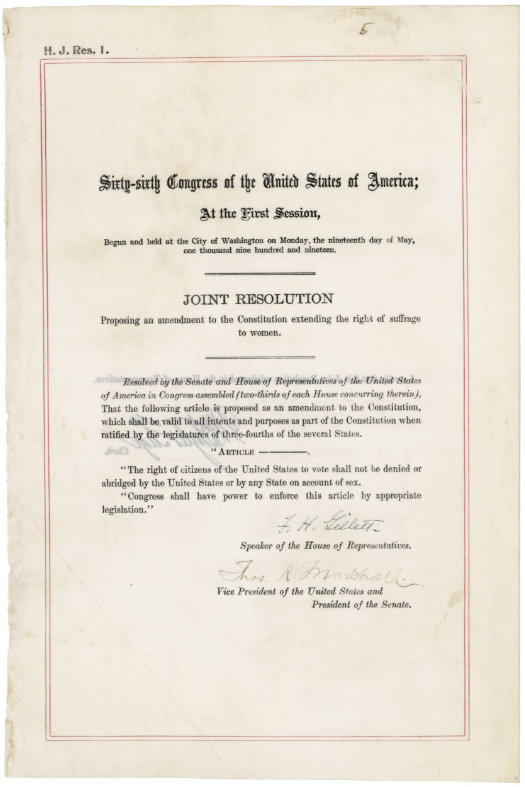 5
H. J. Res. 1.
Sixty-sixth Congress of the United States of America;
At the First Session,
Begun and held at the City of Washington on Monday, the nineteenth day of May,
one thousand nine hundred and nineteen.
JOINT RESOLUTION
Proposing an amendment to the Constitution extending the right of suffrage
to women.
Resolved by the Senate and House of Representatives of the United States
of America in Congress assembled (two-thirds of each House concurring therein),
That the following article is proposed as an amendment to the Constitution,
which shall be valid to all intents and purposes as part of the Constitution when
ratified by the legislatures of three-fourths of the several States.
"ARTICLE ————.
"The right of citizens of the United States to vote shall not be denied or
abridged by the United States or by any State on account of sex.
"Congress shall have power to enforce this article by appropriate
legislation."
F. H. Gillett
Speaker of the House of Representatives.
Thos. R. Marshall
Vice President of the United States and
President of the Senate.